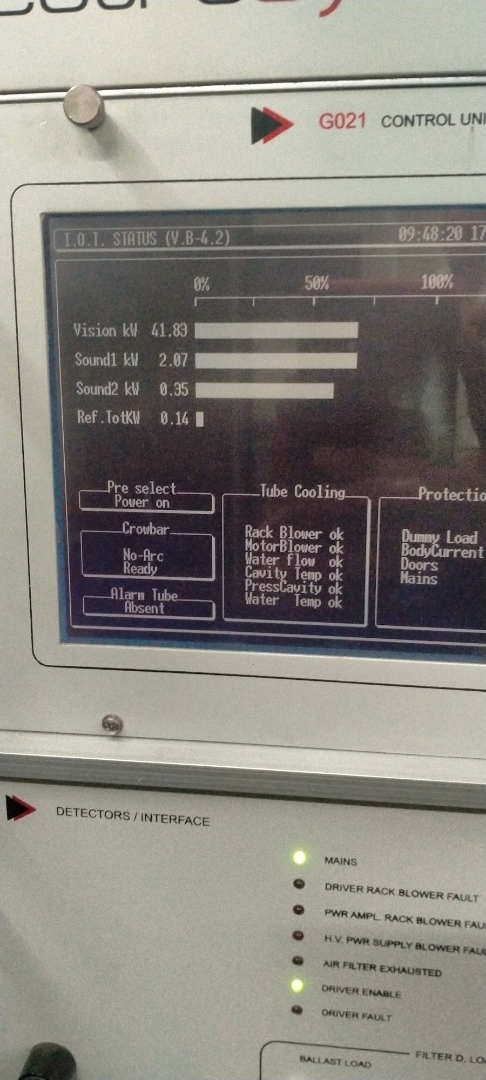 G021 CONTROL
I.O.T. STATUS (V.B-4.2) 09:48:20 17
0% 50% 100%
Vision kW 41.83
Sound1 kW 2.07
Sound2 kW 0.35
Ref.TotKW 0.14
Pre select
Power on
Crowbar
No-Arc
Ready
Alarm Tube
Absent
Tube Cooling
Rack Blower ok
MotorBlower ok
Water flow ok
Cavity Temp ok
PressCavity ok
Water Temp ok
Protectio
Dummy Load
BodyCurrent
Doors
Mains
DETECTORS / INTERFACE
MAINS
DRIVER RACK BLOWER FAULT
PWR AMPL. RACK BLOWER FAU
H.V. PWR SUPPLY BLOWER FAU
AIR FILTER EXHAUSTED
DRIVER ENABLE
DRIVER FAULT
BALLAST LOAD
FILTER D. LO